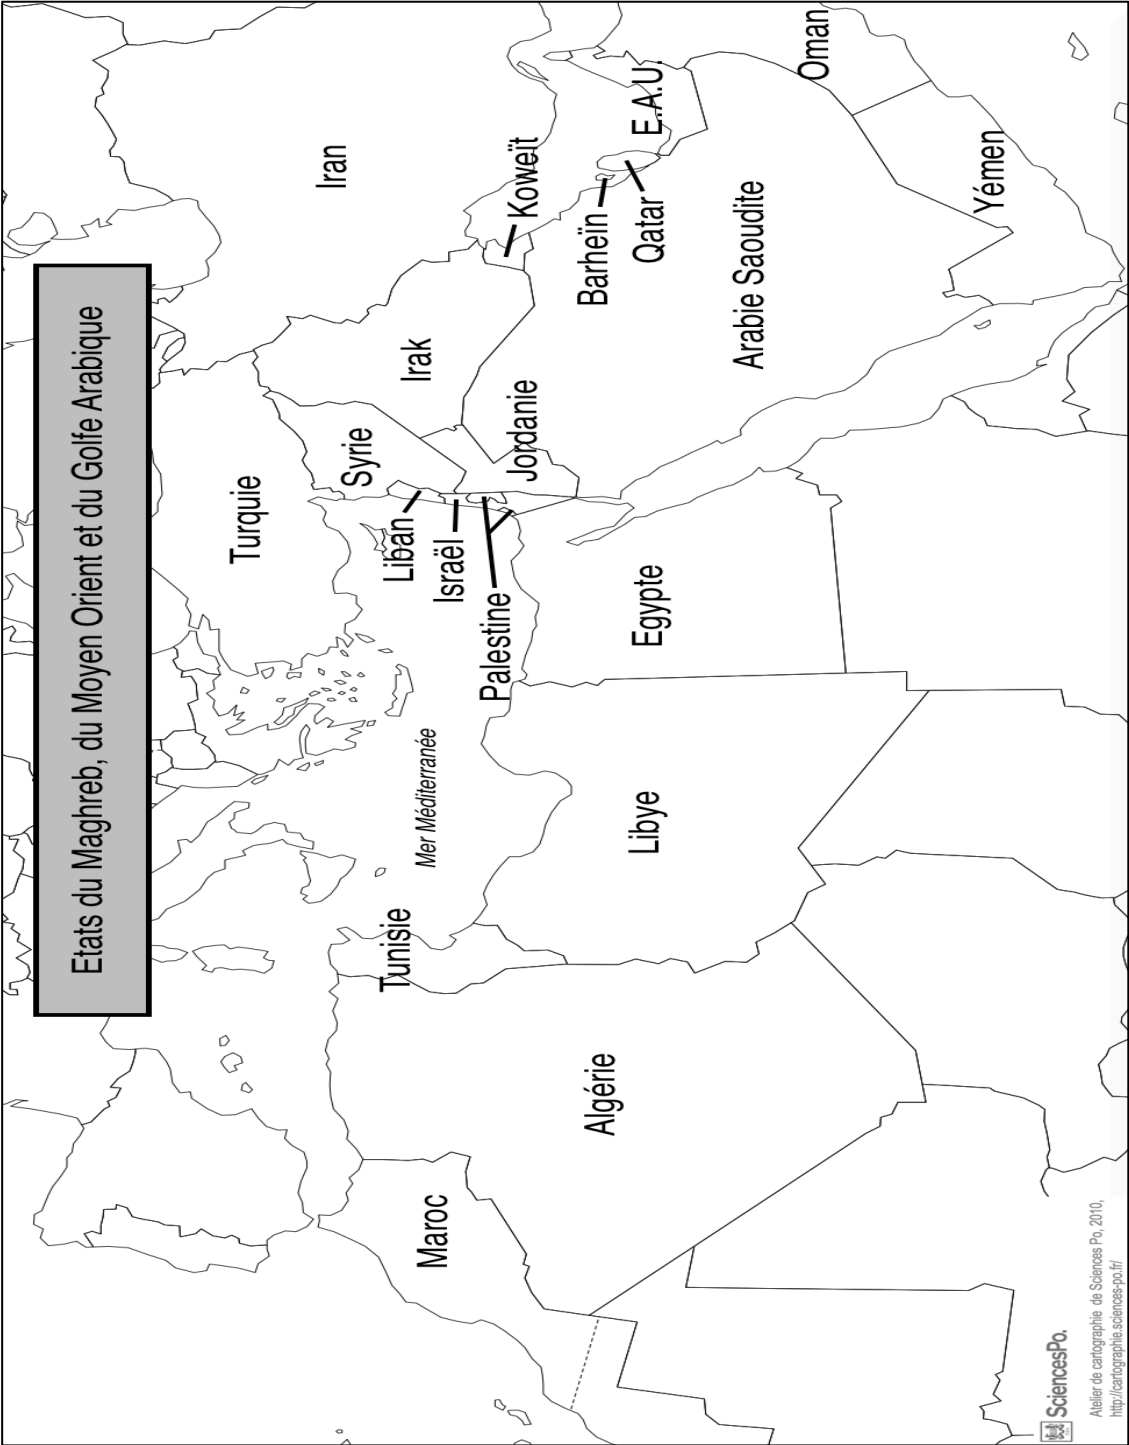 Etats du Maghreb, du Moyen Orient et du Golfe Arabique
Turquie
Syrie
Liban
Israël
Palestine
Jordanie
Irak
Iran
Koweït
Barheïn
Qatar
E.A.U.
Oman
Arabie Saoudite
Yémen
Mer Méditerranée
Tunisie
Maroc
Algérie
Libye
Egypte
SciencesPo.
Atelier de cartographie de Sciences Po, 2010,
http://cartographie.sciences-po.fr/